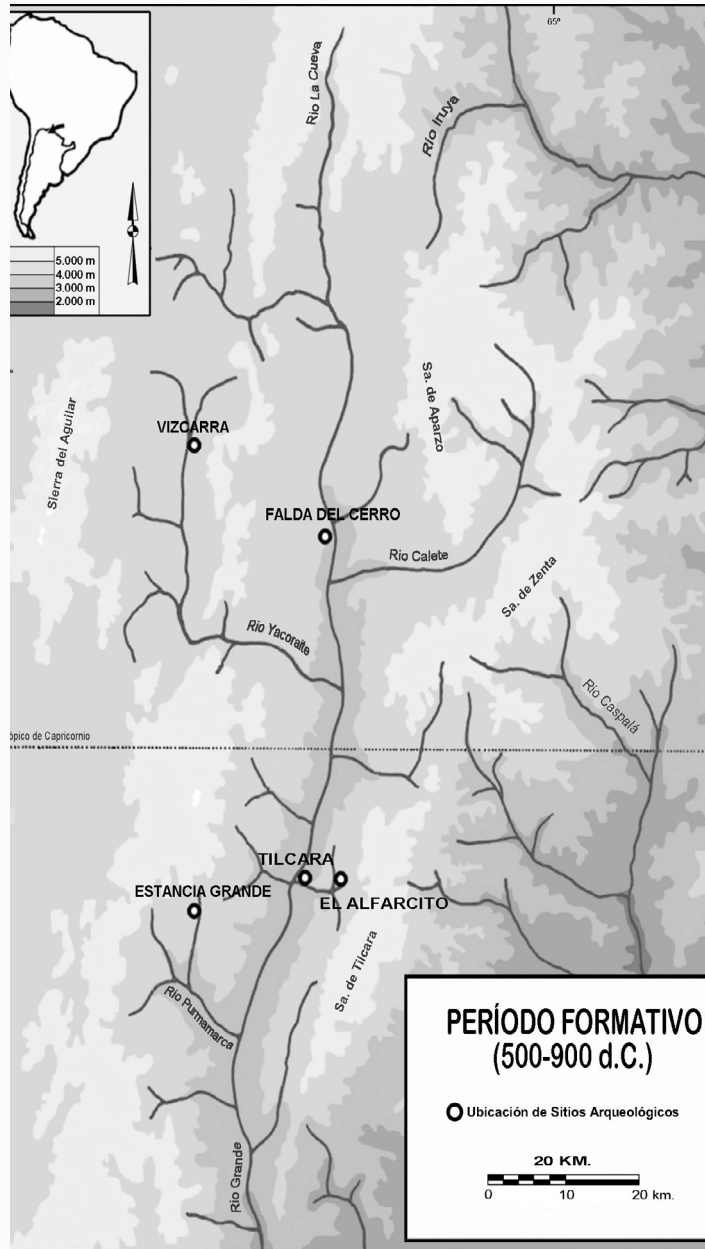 65º
Río La Cueva
Río Iruya
5.000 m
4.000 m
3.000 m
2.000 m
Sierra del Aguilar
Sa. de Aparzo
VIZCARRA
FALDA DEL CERRO
Río Calete
Sa. de Zenta
Río Yacoraite
Río Caspalá
ópico de Capricornio
TILCARA
ESTANCIA GRANDE
EL ALFARCITO
Sa. de Tilcara
Río Purmamarca
Río Grande
PERÍODO FORMATIVO
(500-900 d.C.)
Ubicación de Sitios Arqueológicos
20 KM.
0 10 20 km.